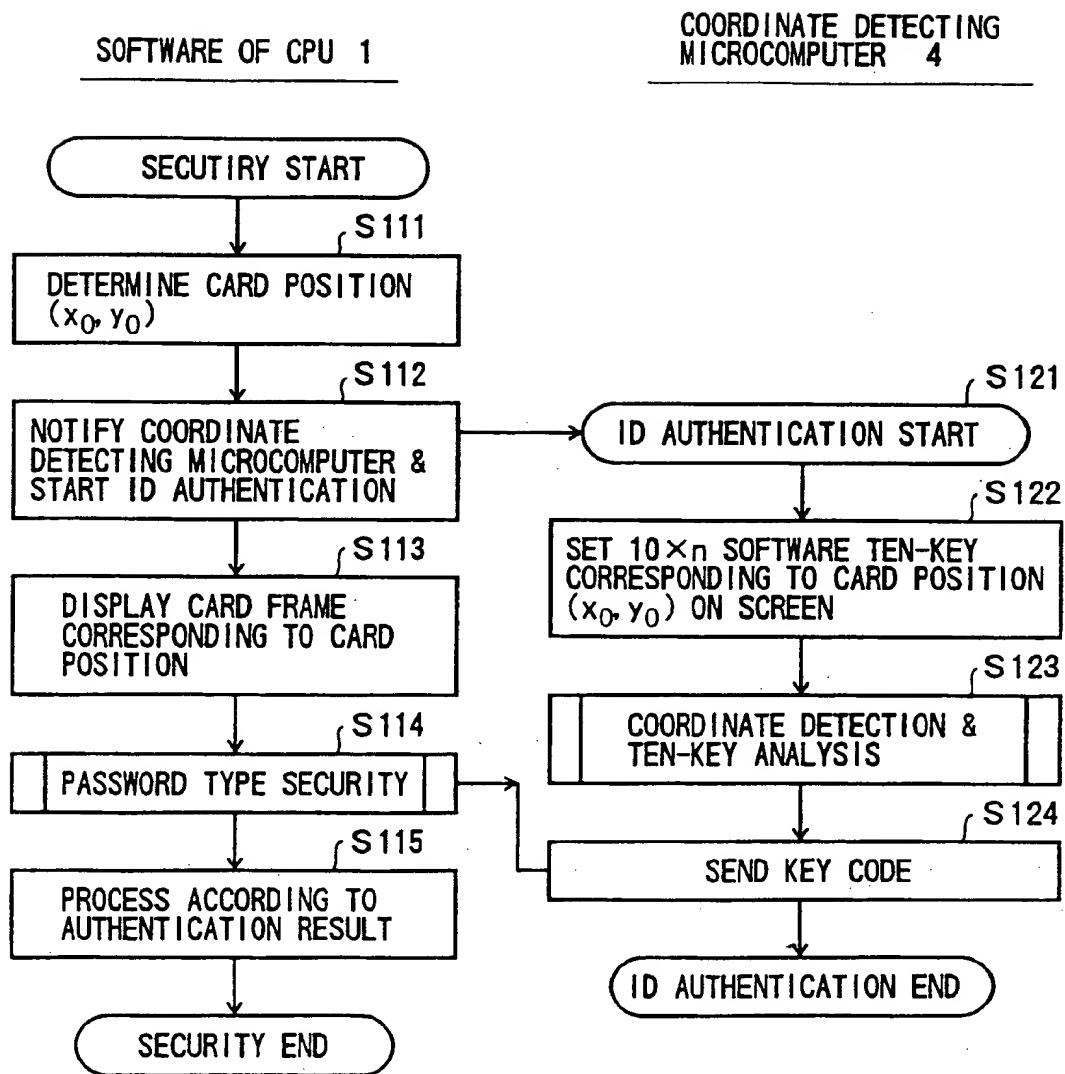 SOFTWARE OF CPU 1
SECUTIRY START
S111
DETERMINE CARD POSITION
(x₀, y₀)
S112
NOTIFY COORDINATE
DETECTING MICROCOMPUTER &
START ID AUTHENTICATION
S113
DISPLAY CARD FRAME
CORRESPONDING TO CARD
POSITION
S114
PASSWORD TYPE SECURITY
S115
PROCESS ACCORDING TO
AUTHENTICATION RESULT
SECURITY END
COORDINATE DETECTING
MICROCOMPUTER 4
S121
ID AUTHENTICATION START
S122
SET 10×n SOFTWARE TEN-KEY
CORRESPONDING TO CARD POSITION
(x₀, y₀) ON SCREEN
S123
COORDINATE DETECTION &
TEN-KEY ANALYSIS
S124
SEND KEY CODE
ID AUTHENTICATION END